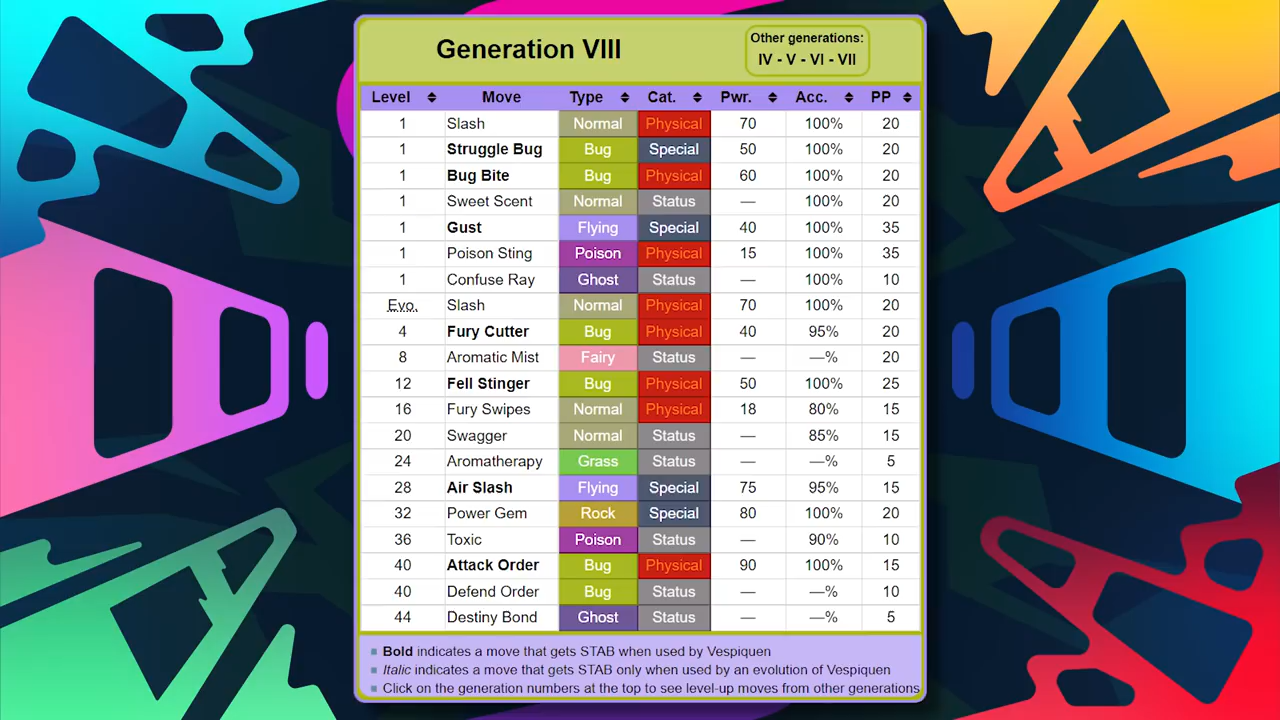 Generation VIII
Other generations:
IV - V - VI - VII
Level Move Type Cat. Pwr. Acc. PP
1 Slash Normal Physical 70 100% 20
1 Struggle Bug Bug Special 50 100% 20
1 Bug Bite Bug Physical 60 100% 20
1 Sweet Scent Normal Status — 100% 20
1 Gust Flying Special 40 100% 35
1 Poison Sting Poison Physical 15 100% 35
1 Confuse Ray Ghost Status — 100% 10
Evo. Slash Normal Physical 70 100% 20
4 Fury Cutter Bug Physical 40 95% 20
8 Aromatic Mist Fairy Status — —% 20
12 Fell Stinger Bug Physical 50 100% 25
16 Fury Swipes Normal Physical 18 80% 15
20 Swagger Normal Status — 85% 15
24 Aromatherapy Grass Status — —% 5
28 Air Slash Flying Special 75 95% 15
32 Power Gem Rock Special 80 100% 20
36 Toxic Poison Status — 90% 10
40 Attack Order Bug Physical 90 100% 15
40 Defend Order Bug Status — —% 10
44 Destiny Bond Ghost Status — —% 5
Bold indicates a move that gets STAB when used by Vespiquen
Italic indicates a move that gets STAB only when used by an evolution of Vespiquen
Click on the generation numbers at the top to see level-up moves from other generations